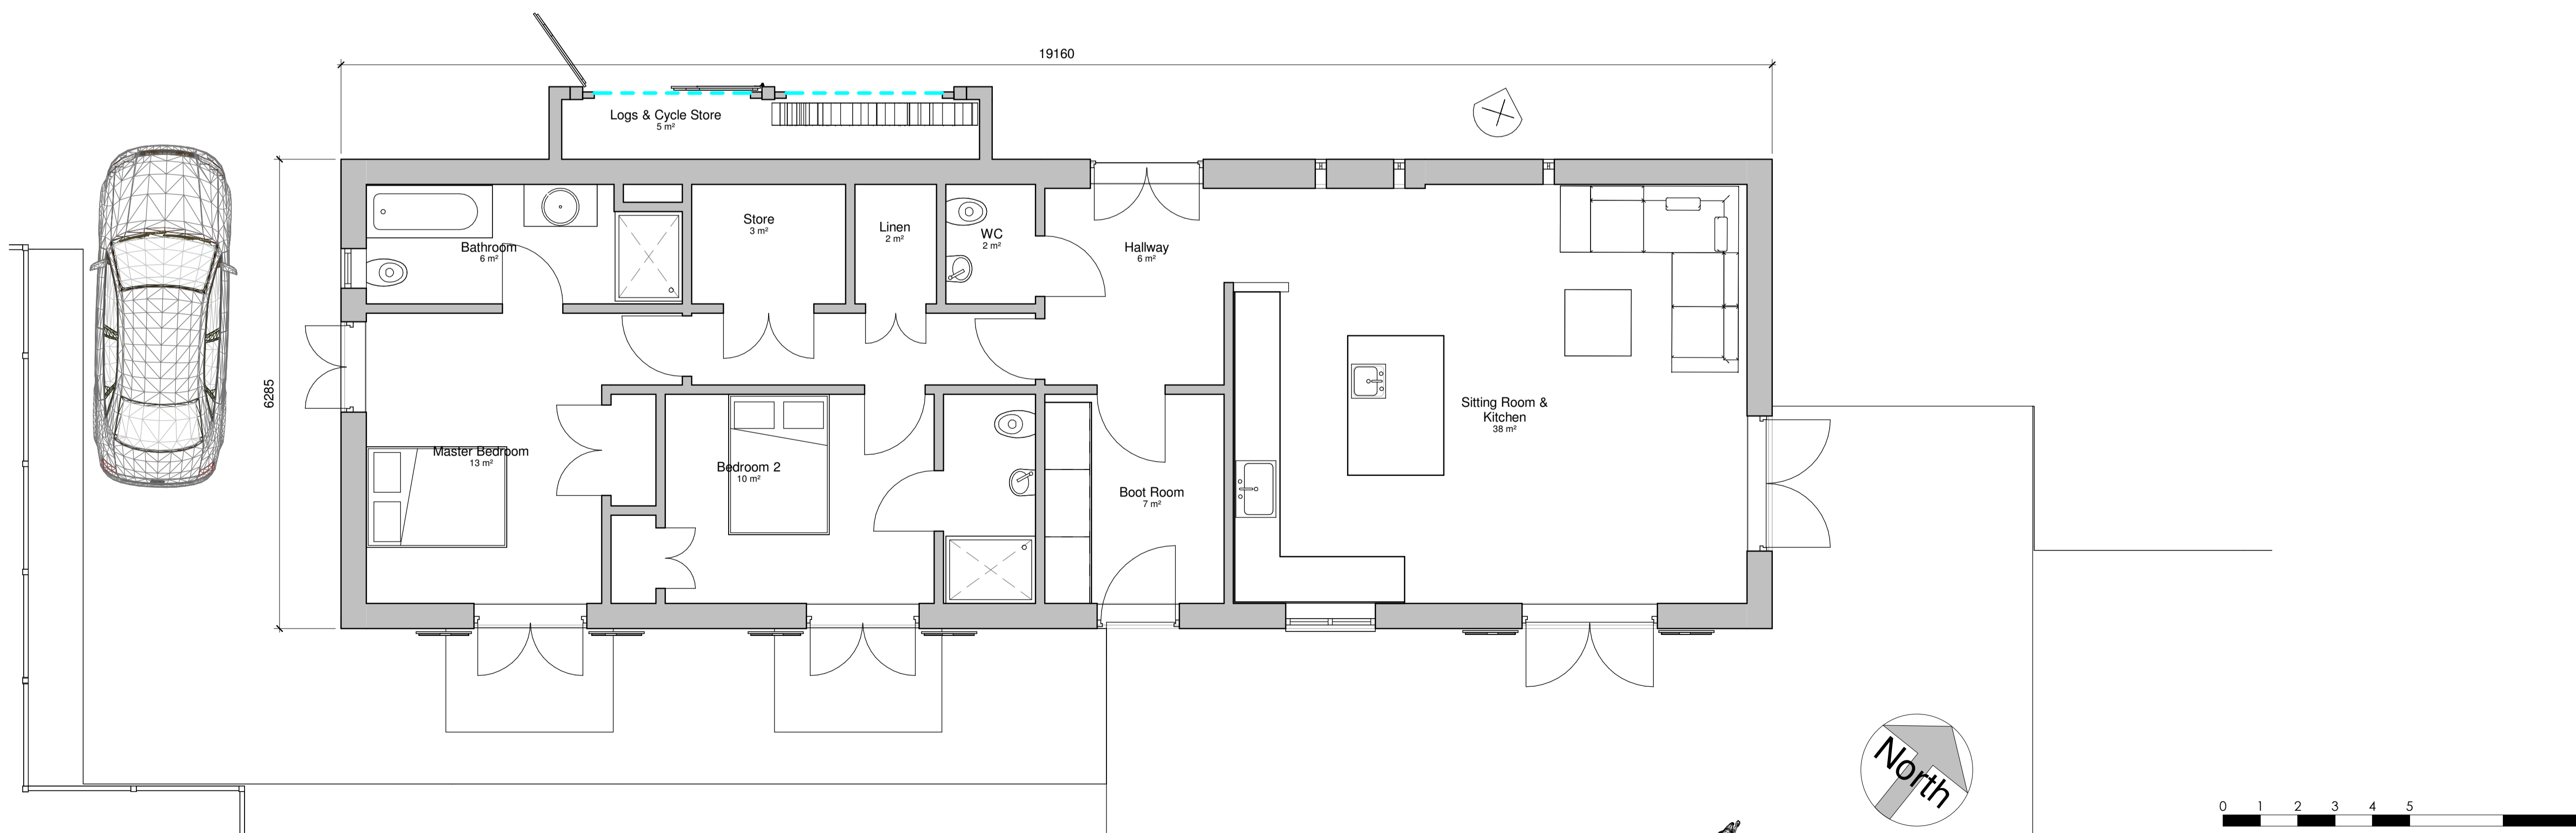 19160
Logs & Cycle Store
5 m²
6285
Bathroom
6 m²
Store
3 m²
Linen
2 m²
WC
2 m²
Hallway
6 m²
Master Bedroom
13 m²
Bedroom 2
10 m²
Boot Room
7 m²
Sitting Room &
Kitchen
38 m²
North
0 1 2 3 4 5